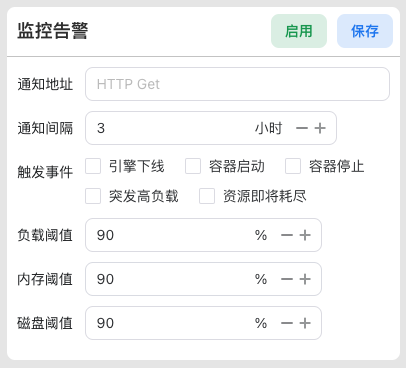 监控告警 启用 保存
通知地址 HTTP Get
通知间隔 3 小时
触发事件 引擎下线 容器启动 容器停止
突发高负载 资源即将耗尽
负载阈值 90 %
内存阈值 90 %
磁盘阈值 90 %